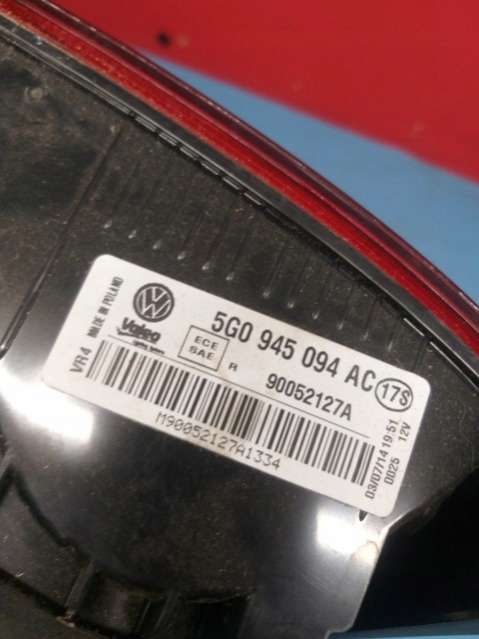 MADE IN POLAND
VR4
Valeo
ECE
SAE
R
5G0 945 094 AC
17S
90052127A
M90052127A1334
03/07/14 19:51
0025 12V